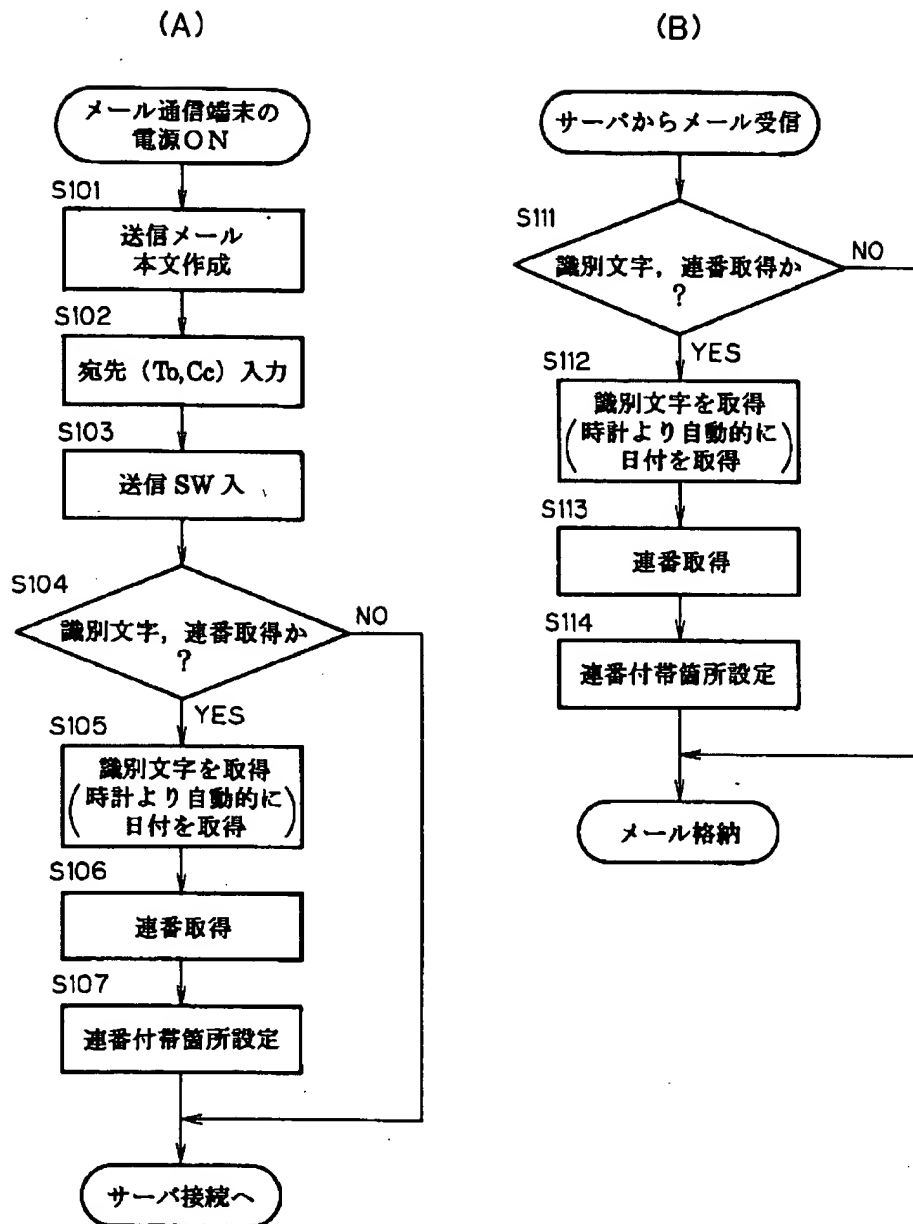 (A)
メール通信端末の
電源ON
S101
送信メール
本文作成
S102
宛先 (To,Cc) 入力
S103
送信 SW 入
S104
識別文字，連番取得か
?
NO
YES
S105
識別文字を取得
(時計より自動的に
日付を取得)
S106
連番取得
S107
連番付帯箇所設定
サーバ接続へ
(B)
サーバからメール受信
S111
識別文字，連番取得か
?
NO
YES
S112
識別文字を取得
(時計より自動的に
日付を取得)
S113
連番取得
S114
連番付帯箇所設定
メール格納